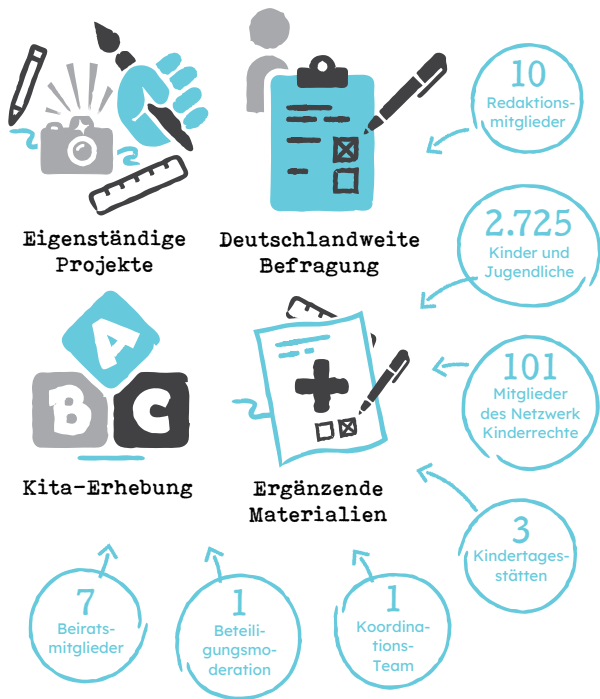 Eigenständige
Projekte
Deutschlandweite
Befragung
10
Redaktions-
mitglieder
2.725
Kinder und
Jugendliche
A
B
C
Kita-Erhebung
Ergänzende
Materialien
101
Mitglieder
des Netzwerk
Kinderrechte
3
Kindertages-
stätten
7
Beirats-
mitglieder
1
Beteili-
gungsmo-
deration
1
Koordina-
tions-
Team